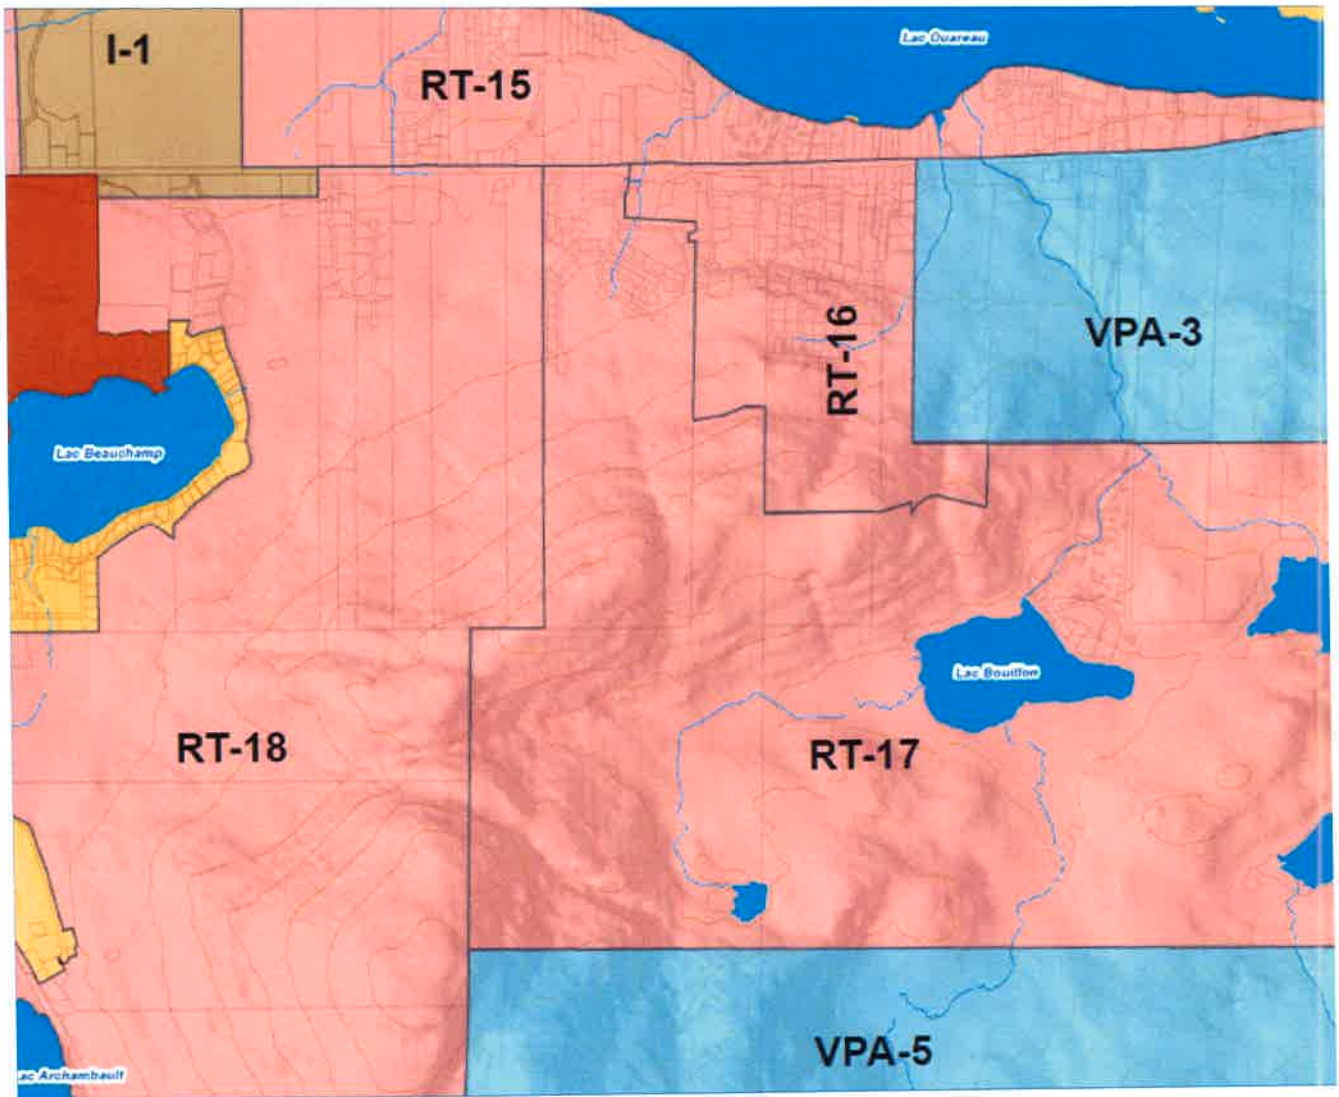 Lac Ouareau
I-1
RT-15
RT-16
VPA-3
Lac Beauchamp
Lac Bouillon
RT-18
RT-17
VPA-5
ac Archambault